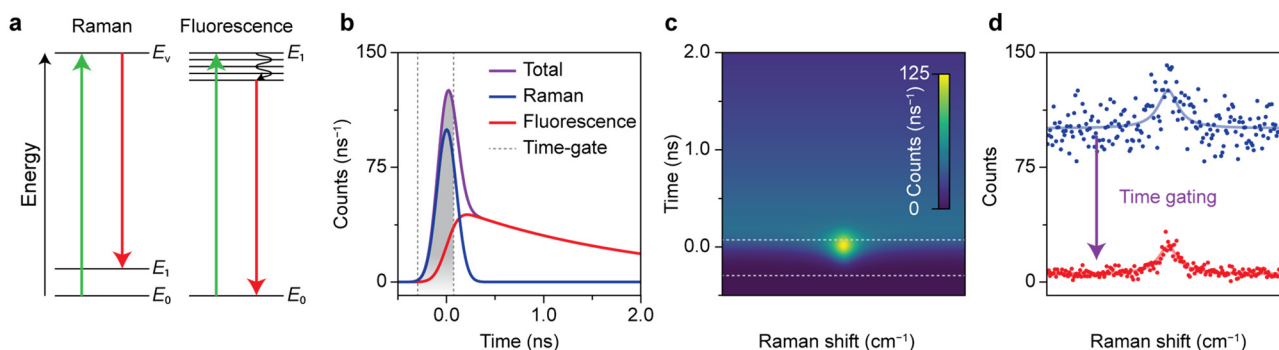 a
Raman
Fluorescence
Energy
Eᵥ
E₁
E₀
E₁
E₀
b
Counts (ns⁻¹)
150
75
0
Total
Raman
Fluorescence
Time-gate
0.0
1.0
2.0
Time (ns)
c
Time (ns)
2.0
1.0
0.0
125
Counts (ns⁻¹)
0
Raman shift (cm⁻¹)
d
Counts
150
75
0
Time gating
Raman shift (cm⁻¹)